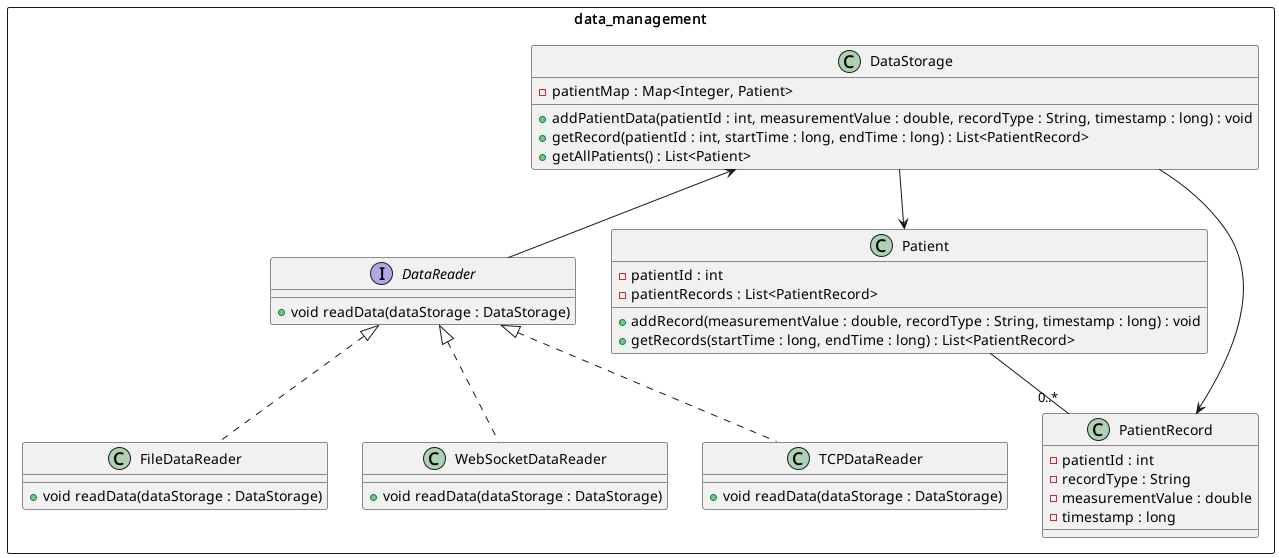 data_management
C DataStorage
patientMap : Map<Integer, Patient>
addPatientData(patientId : int, measurementValue : double, recordType : String, timestamp : long) : void
getRecord(patientId : int, startTime : long, endTime : long) : List<PatientRecord>
getAllPatients() : List<Patient>
I DataReader
void readData(dataStorage : DataStorage)
C Patient
patientId : int
patientRecords : List<PatientRecord>
addRecord(measurementValue : double, recordType : String, timestamp : long) : void
getRecords(startTime : long, endTime : long) : List<PatientRecord>
0..*
C FileDataReader
void readData(dataStorage : DataStorage)
C WebSocketDataReader
void readData(dataStorage : DataStorage)
C TCPDataReader
void readData(dataStorage : DataStorage)
C PatientRecord
patientId : int
recordType : String
measurementValue : double
timestamp : long